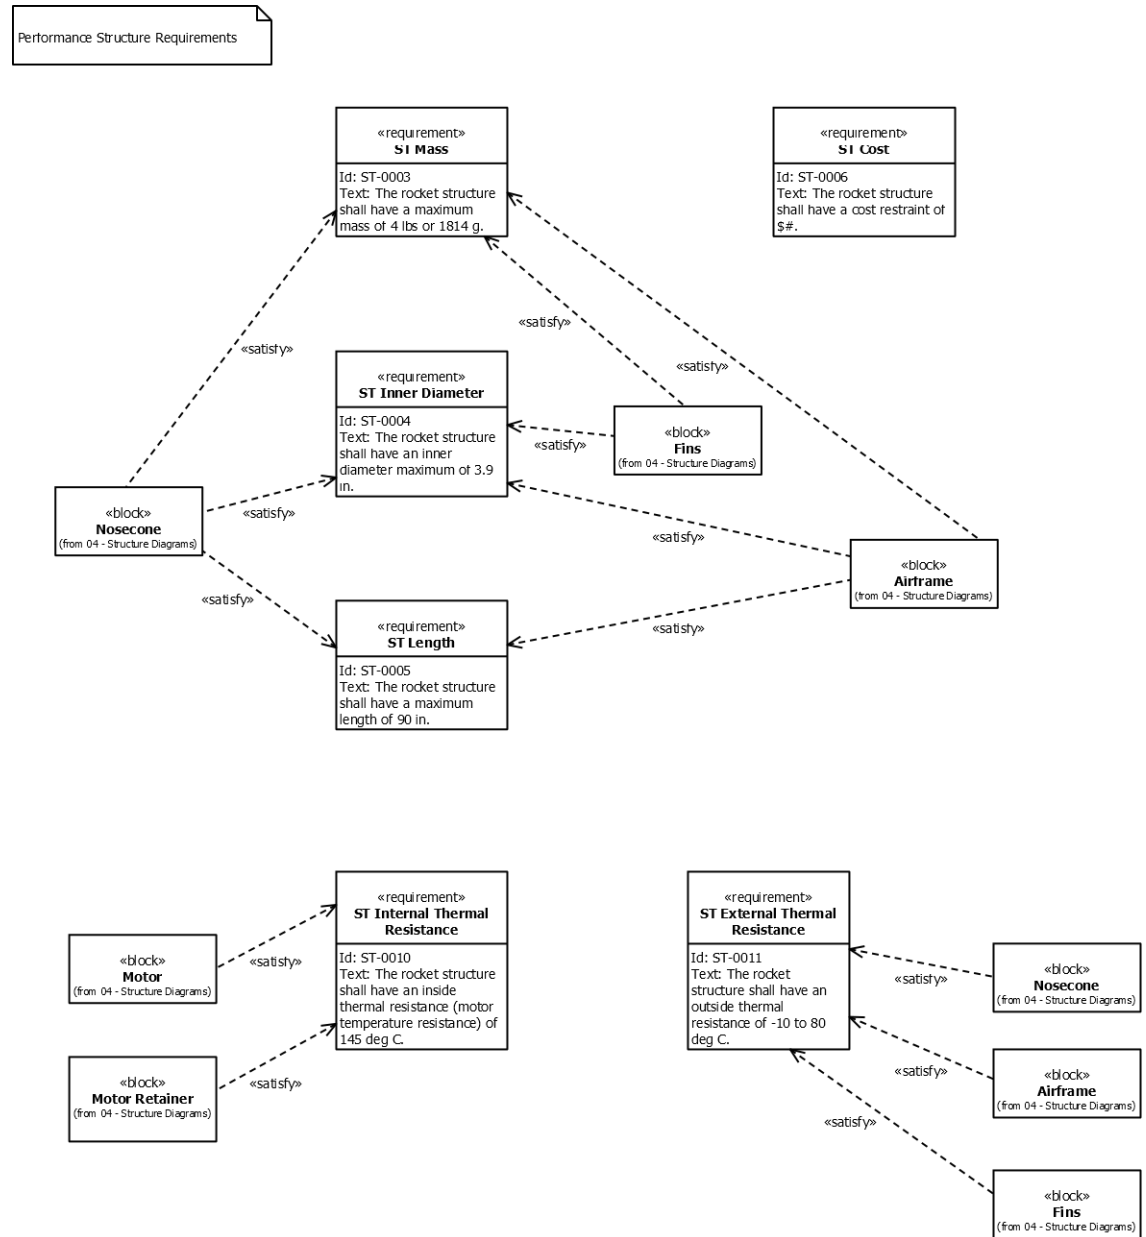 Performance Structure Requirements
«requirement»
ST Mass
Id: ST-0003
Text: The rocket structure
shall have a maximum
mass of 4 lbs or 1814 g.
«requirement»
ST Cost
Id: ST-0006
Text: The rocket structure
shall have a cost restraint of
$#.
«satisfy»
«satisfy»
«satisfy»
«requirement»
ST Inner Diameter
Id: ST-0004
Text: The rocket structure
shall have an inner
diameter maximum of 3.9
in.
«satisfy»
«block»
Fins
(from 04 - Structure Diagrams)
«block»
Nosecone
(from 04 - Structure Diagrams)
«satisfy»
«satisfy»
«block»
Airframe
(from 04 - Structure Diagrams)
«satisfy»
«satisfy»
«requirement»
ST Length
Id: ST-0005
Text: The rocket structure
shall have a maximum
length of 90 in.
«requirement»
ST Internal Thermal
Resistance
Id: ST-0010
Text: The rocket structure
shall have an inside
thermal resistance (motor
temperature resistance) of
145 deg C.
«block»
Motor
(from 04 - Structure Diagrams)
«satisfy»
«block»
Motor Retainer
(from 04 - Structure Diagrams)
«satisfy»
«requirement»
ST External Thermal
Resistance
Id: ST-0011
Text: The rocket
structure shall have an
outside thermal
resistance of -10 to 80
deg C.
«satisfy»
«block»
Nosecone
(from 04 - Structure Diagrams)
«satisfy»
«block»
Airframe
(from 04 - Structure Diagrams)
«satisfy»
«block»
Fins
(from 04 - Structure Diagrams)